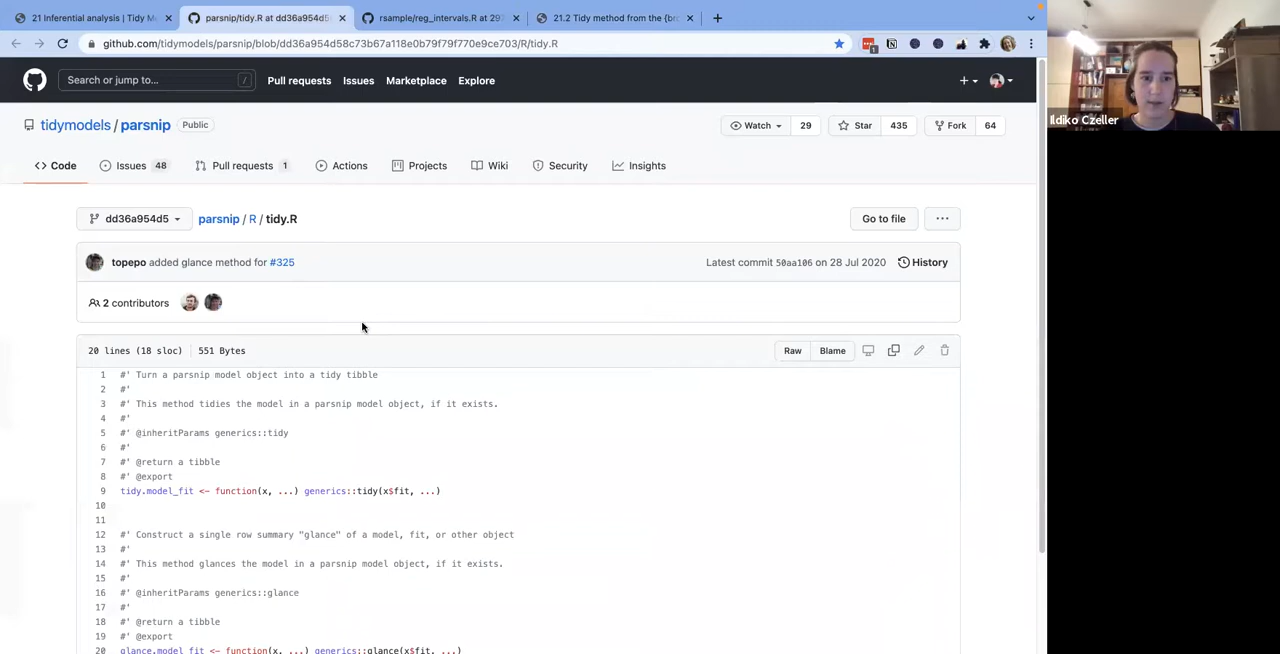 21 Inferential analysis | Tidy M
parsnip/tidy.R at dd36a954d5
rsample/reg_intervals.R at 29
21.2 Tidy method from the {br
github.com/tidymodels/parsnip/blob/dd36a954d58c73b67a118e0b79f79f770e9ce703/R/tidy.R
Search or jump to...
/
Pull requests
Issues
Marketplace
Explore
Ildiko Czeller
tidymodels / parsnip
Public
Watch 29
Star 435
Fork 64
Code
Issues 48
Pull requests 1
Actions
Projects
Wiki
Security
Insights
dd36a954d5
parsnip / R / tidy.R
Go to file
topepo added glance method for #325
Latest commit 50aa106 on 28 Jul 2020
History
2 contributors
20 lines (18 sloc)
551 Bytes
Raw
Blame
1 #' Turn a parsnip model object into a tidy tibble
2 #'
3 #' This method tidies the model in a parsnip model object, if it exists.
4 #'
5 #' @inheritParams generics::tidy
6 #'
7 #' @return a tibble
8 #' @export
9 tidy.model_fit <- function(x, ...) generics::tidy(x$fit, ...)
10
11
12 #' Construct a single row summary "glance" of a model, fit, or other object
13 #'
14 #' This method glances the model in a parsnip model object, if it exists.
15 #'
16 #' @inheritParams generics::glance
17 #'
18 #' @return a tibble
19 #' @export
20 glance.model_fit <- function(x, ...) generics::glance(x$fit, ...)